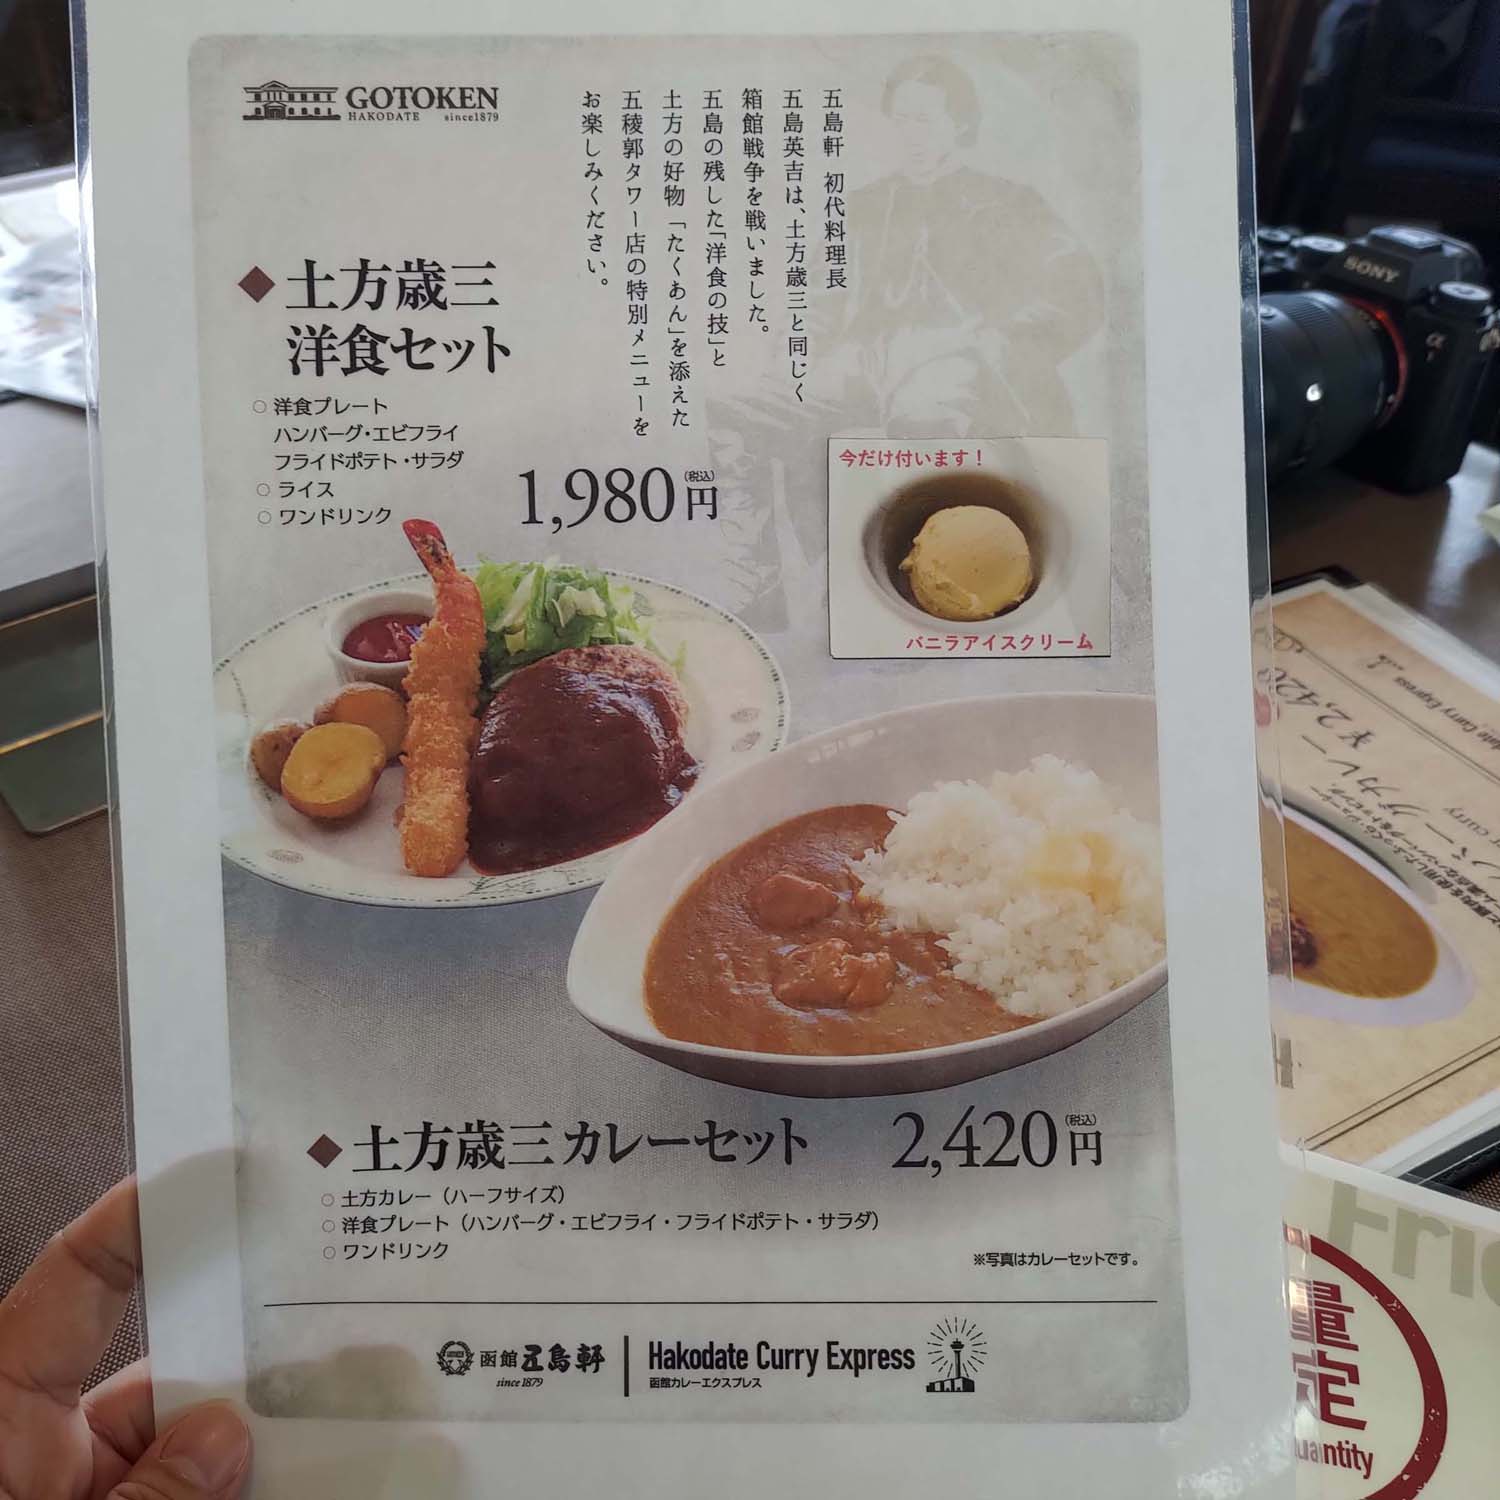 GOTOKEN
HAKODATE since1879
五島軒 初代料理長
五島英吉は、土方歳三と同じく
箱館戦争を戦いました。
五島の残した「洋食の技」と
土方の好物「たくあん」を添えた
五稜郭タワー店の特別メニューを
お楽しみください。
◆土方歳三
洋食セット
○ 洋食プレート
ハンバーグ・エビフライ
フライドポテト・サラダ
○ ライス
○ ワンドリンク
1,980円(税込)
今だけ付います!
バニラアイスクリーム
◆土方歳三カレーセット 2,420円(税込)
○ 土方カレー（ハーフサイズ）
○ 洋食プレート（ハンバーグ・エビフライ・フライドポテト・サラダ）
○ ワンドリンク
※写真はカレーセットです。
函館 五島軒
since 1879
Hakodate Curry Express
函館カレーエクスプレス
SONY
¥2,420
Curry Express
量
定